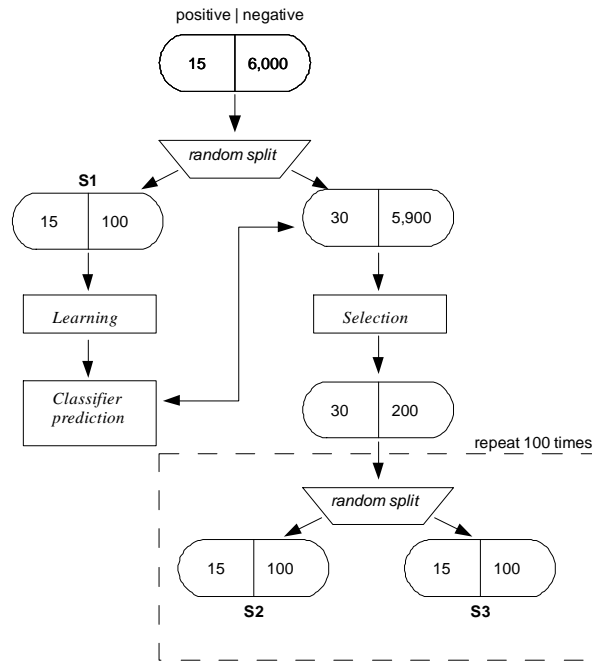 positive | negative
15 6,000
random split
S1
15 100
30 5,900
Learning
Selection
Classifier
prediction
30 200
repeat 100 times
random split
15 100
15 100
S2
S3